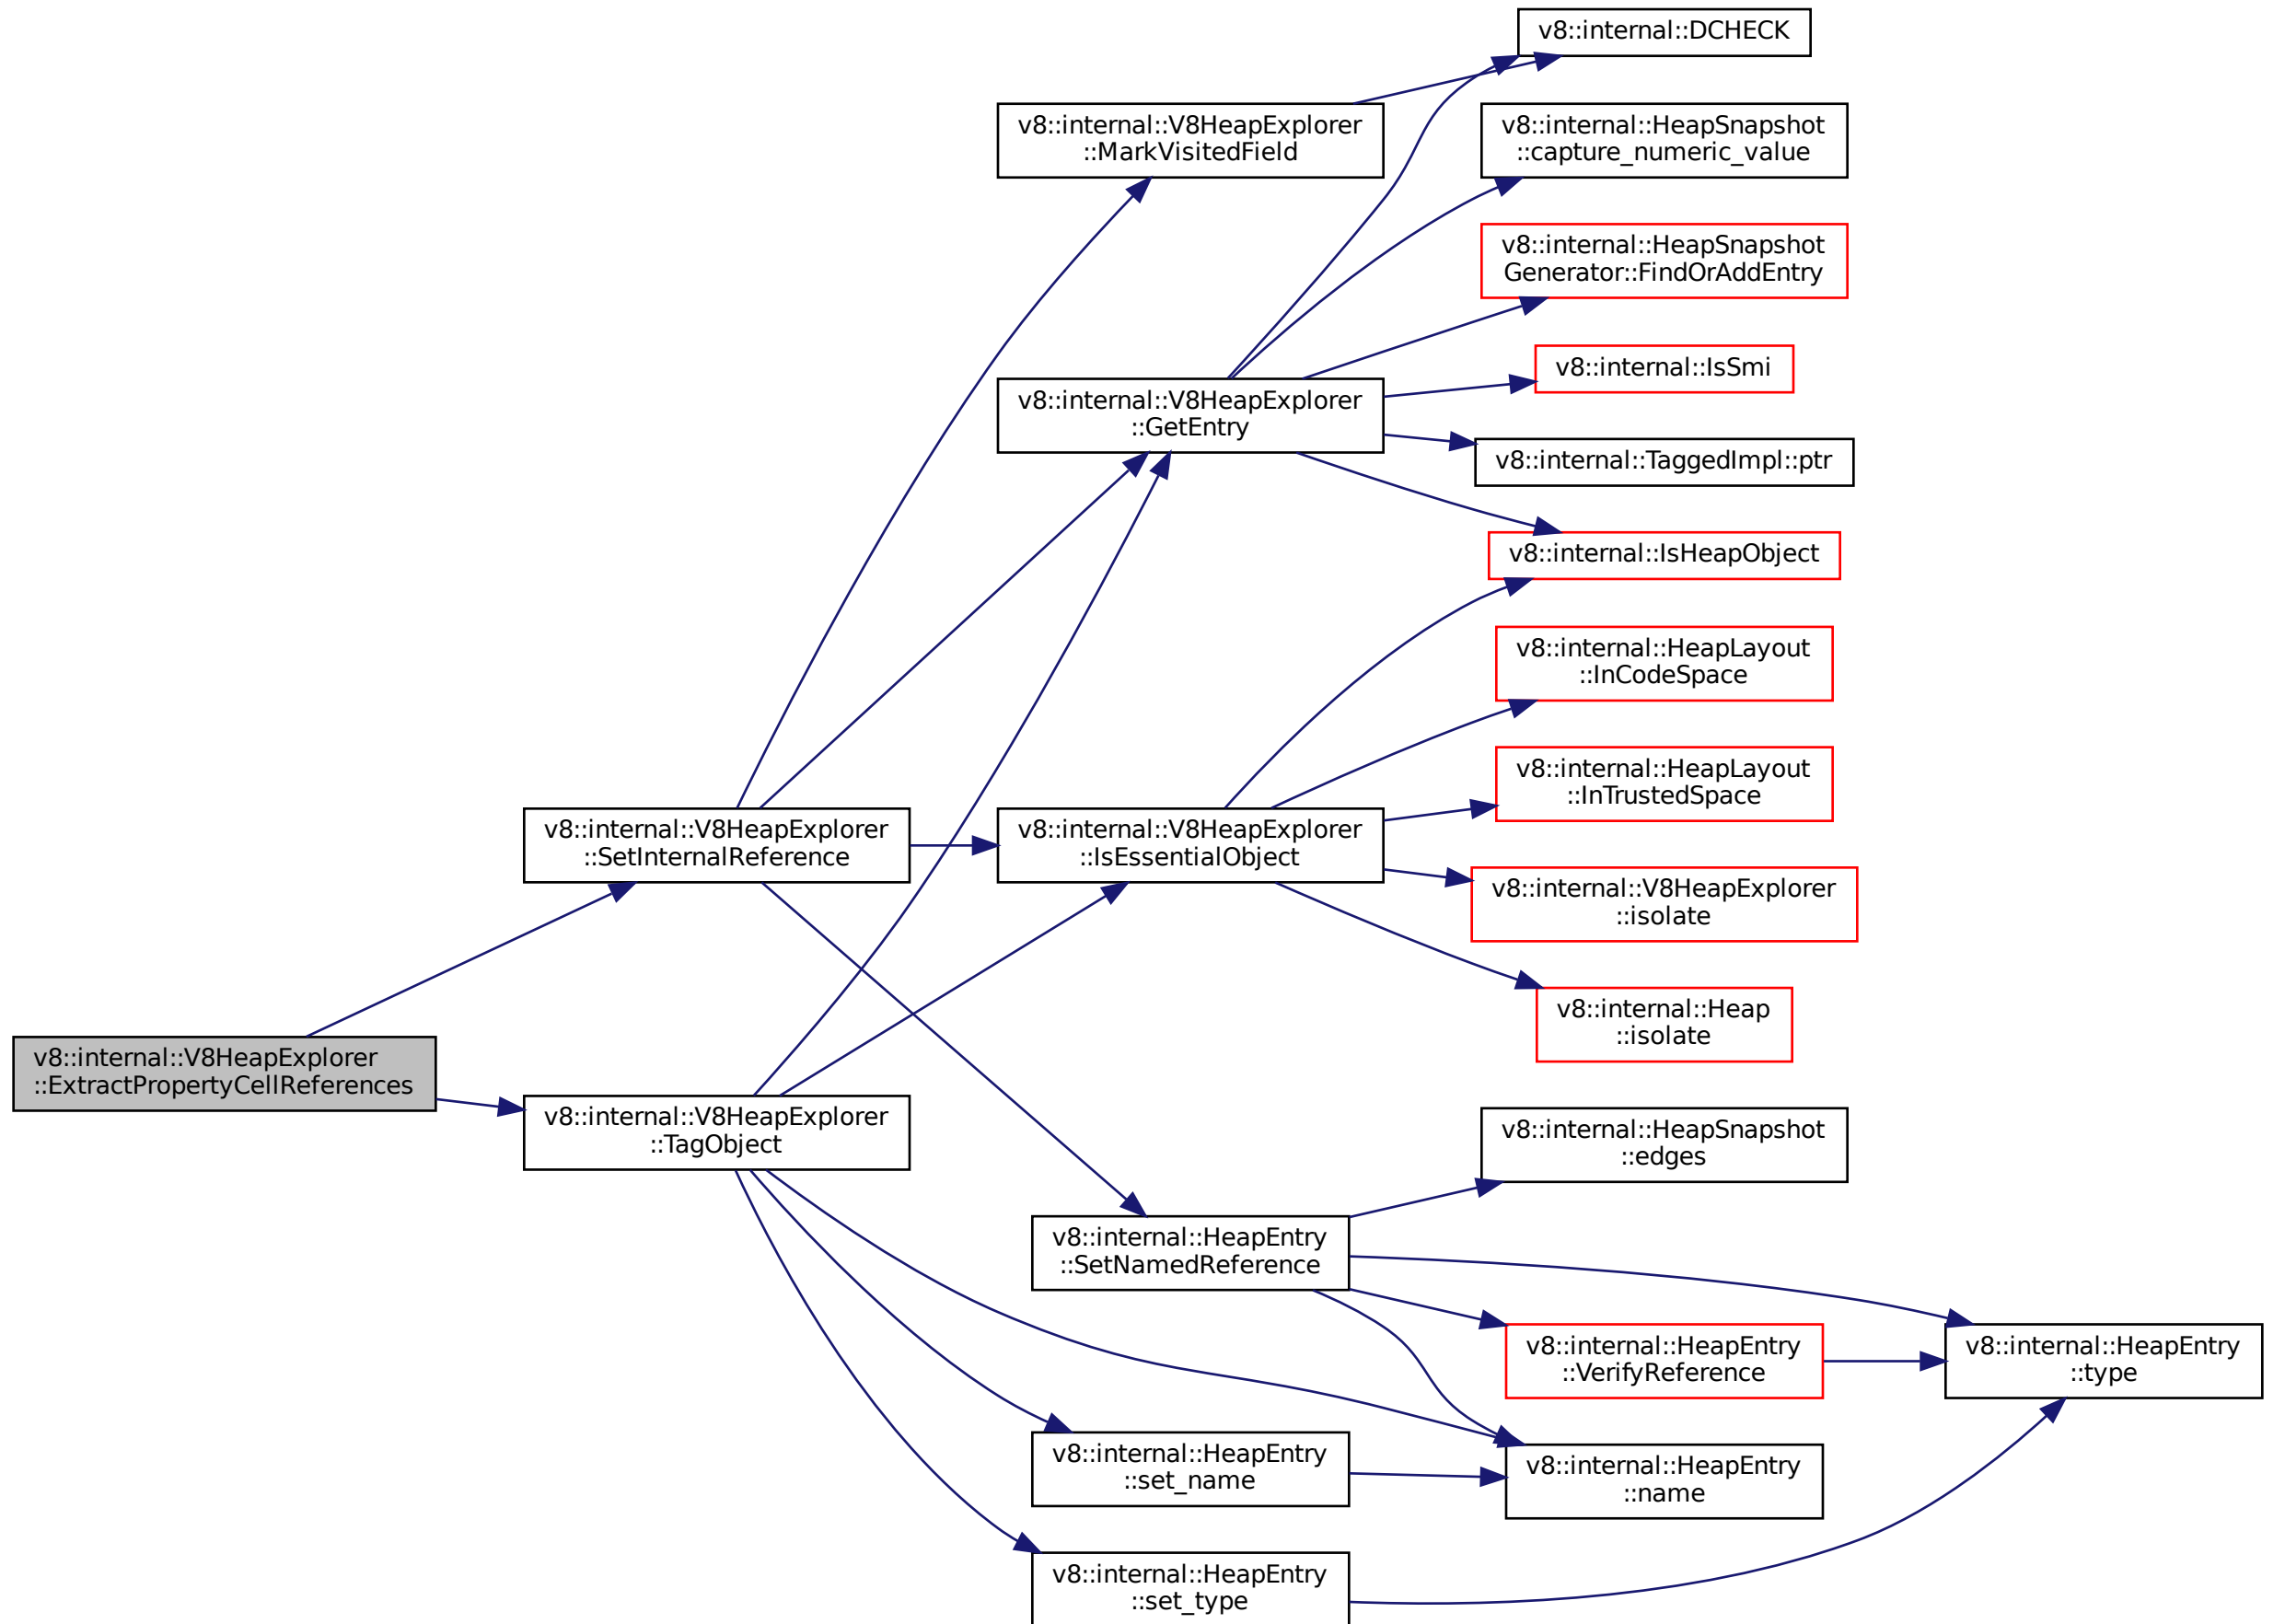 v8::internal::DCHECK
v8::internal::V8HeapExplorer
::MarkVisitedField
v8::internal::HeapSnapshot
::capture_numeric_value
v8::internal::HeapSnapshot
Generator::FindOrAddEntry
v8::internal::IsSmi
v8::internal::V8HeapExplorer
::GetEntry
v8::internal::TaggedImpl::ptr
v8::internal::IsHeapObject
v8::internal::HeapLayout
::InCodeSpace
v8::internal::HeapLayout
::InTrustedSpace
v8::internal::V8HeapExplorer
::SetInternalReference
v8::internal::V8HeapExplorer
::IsEssentialObject
v8::internal::V8HeapExplorer
::isolate
v8::internal::Heap
::isolate
v8::internal::V8HeapExplorer
::ExtractPropertyCellReferences
v8::internal::V8HeapExplorer
::TagObject
v8::internal::HeapSnapshot
::edges
v8::internal::HeapEntry
::SetNamedReference
v8::internal::HeapEntry
::VerifyReference
v8::internal::HeapEntry
::type
v8::internal::HeapEntry
::set_name
v8::internal::HeapEntry
::name
v8::internal::HeapEntry
::set_type